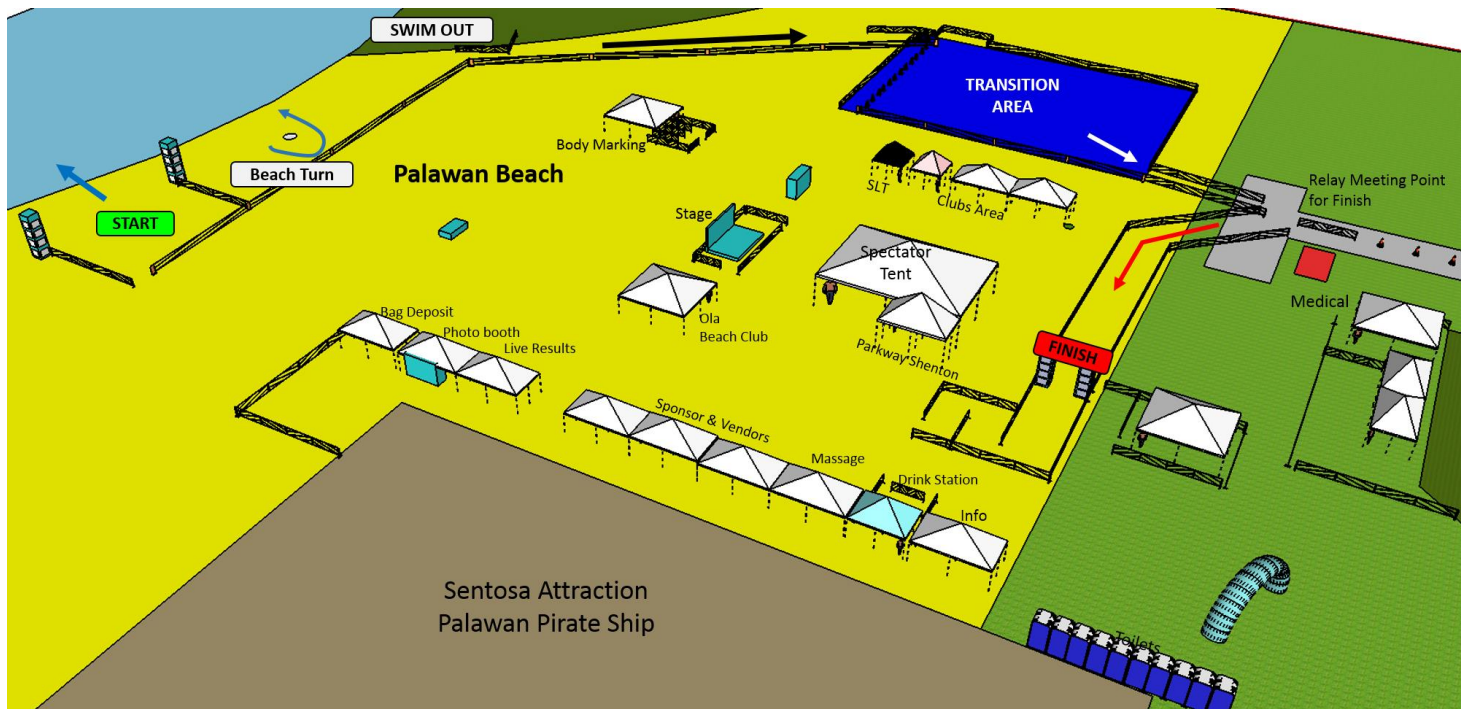 SWIM OUT
TRANSITION
AREA
Body Marking
Beach Turn
Palawan Beach
START
SLT
Clubs Area
Relay Meeting Point
for Finish
Stage
Spectator
Tent
Medical
Bag Deposit
Photo booth
Live Results
Ola
Beach Club
Parkway Shenton
FINISH
Sponsor & Vendors
Massage
Drink Station
Info
Sentosa Attraction
Palawan Pirate Ship
Toilets